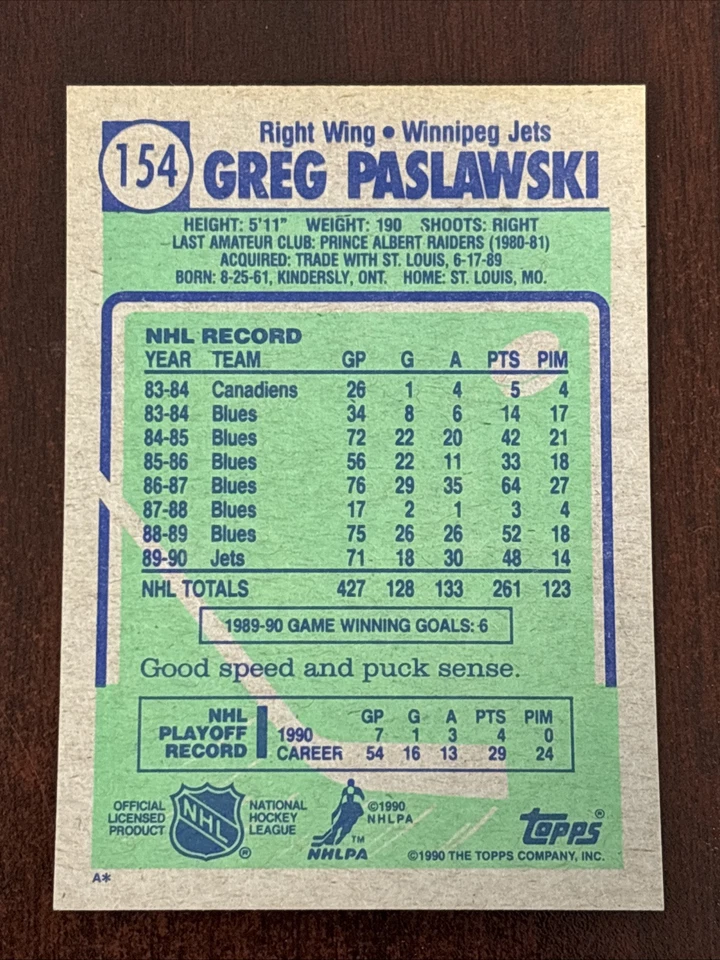 154
Right Wing • Winnipeg Jets
GREG PASLAWSKI
HEIGHT: 5'11" WEIGHT: 190 SHOOTS: RIGHT
LAST AMATEUR CLUB: PRINCE ALBERT RAIDERS (1980-81)
ACQUIRED: TRADE WITH ST. LOUIS, 6-17-89
BORN: 8-25-61, KINDERSLY, ONT. HOME: ST. LOUIS, MO.
NHL RECORD
YEAR TEAM GP G A PTS PIM
83-84 Canadiens 26 1 4 5 4
83-84 Blues 34 8 6 14 17
84-85 Blues 72 22 20 42 21
85-86 Blues 56 22 11 33 18
86-87 Blues 76 29 35 64 27
87-88 Blues 17 2 1 3 4
88-89 Blues 75 26 26 52 18
89-90 Jets 71 18 30 48 14
NHL TOTALS 427 128 133 261 123
1989-90 GAME WINNING GOALS: 6
Good speed and puck sense.
NHL PLAYOFF RECORD
GP G A PTS PIM
1990 7 1 3 4 0
CAREER 54 16 13 29 24
OFFICIAL LICENSED PRODUCT
NHL ®
NATIONAL HOCKEY LEAGUE
©1990 NHLPA
TM
NHLPA
topps®
©1990 THE TOPPS COMPANY, INC.
A*